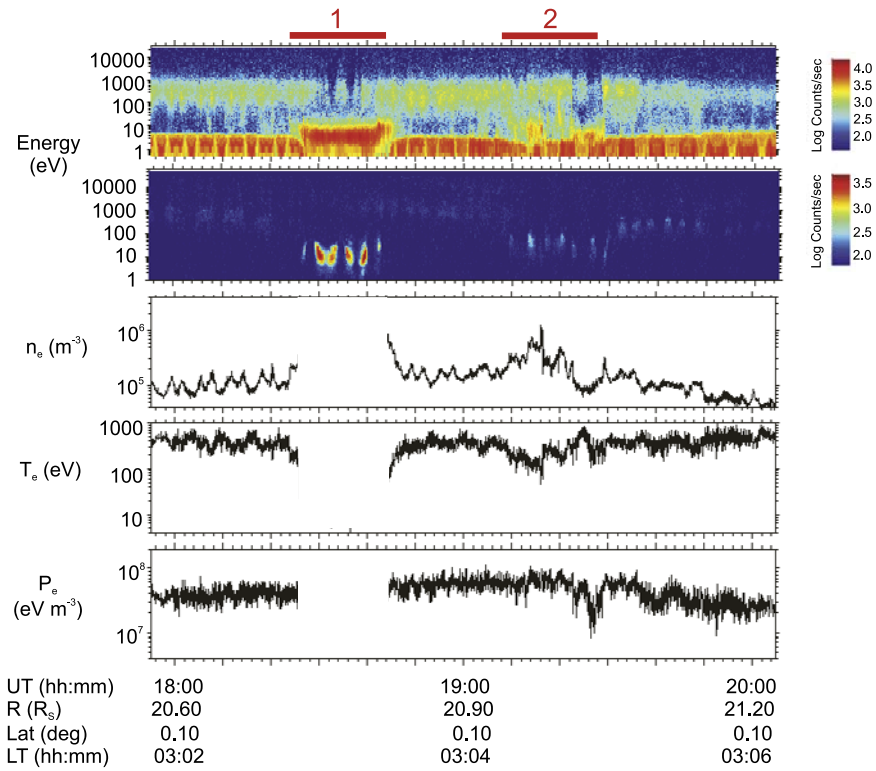 1 2
10000
1000
100
10
1
Energy
(eV)
4.0
3.5
3.0
2.5
2.0
Log Counts/sec
10000
1000
100
10
1
3.5
3.0
2.5
2.0
Log Counts/sec
n_e (m^-3)
10^6
10^5
T_e (eV)
1000
100
10
P_e
(eV m^-3)
10^8
10^7
UT (hh:mm) 18:00 19:00 20:00
R (R_S) 20.60 20.90 21.20
Lat (deg) 0.10 0.10 0.10
LT (hh:mm) 03:02 03:04 03:06